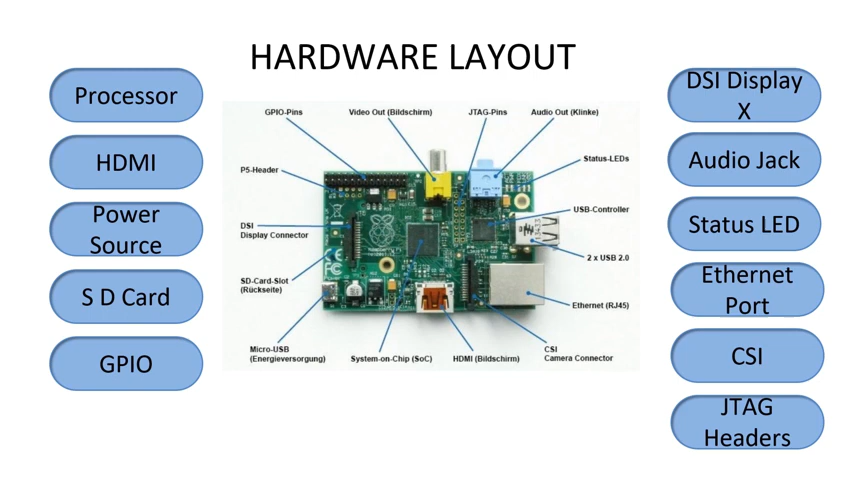 HARDWARE LAYOUT
Processor
HDMI
Power
Source
S D Card
GPIO
GPIO-Pins
Video Out (Bildschirm)
JTAG-Pins
Audio Out (Klinke)
Status-LEDs
P5-Header
USB-Controller
DSI
Display Connector
2 x USB 2.0
SD-Card-Slot
(Rückseite)
Ethernet (RJ45)
Micro-USB
(Energieversorgung)
System-on-Chip (SoC)
HDMI (Bildschirm)
CSI
Camera Connector
DSI Display
X
Audio Jack
Status LED
Ethernet
Port
CSI
JTAG
Headers